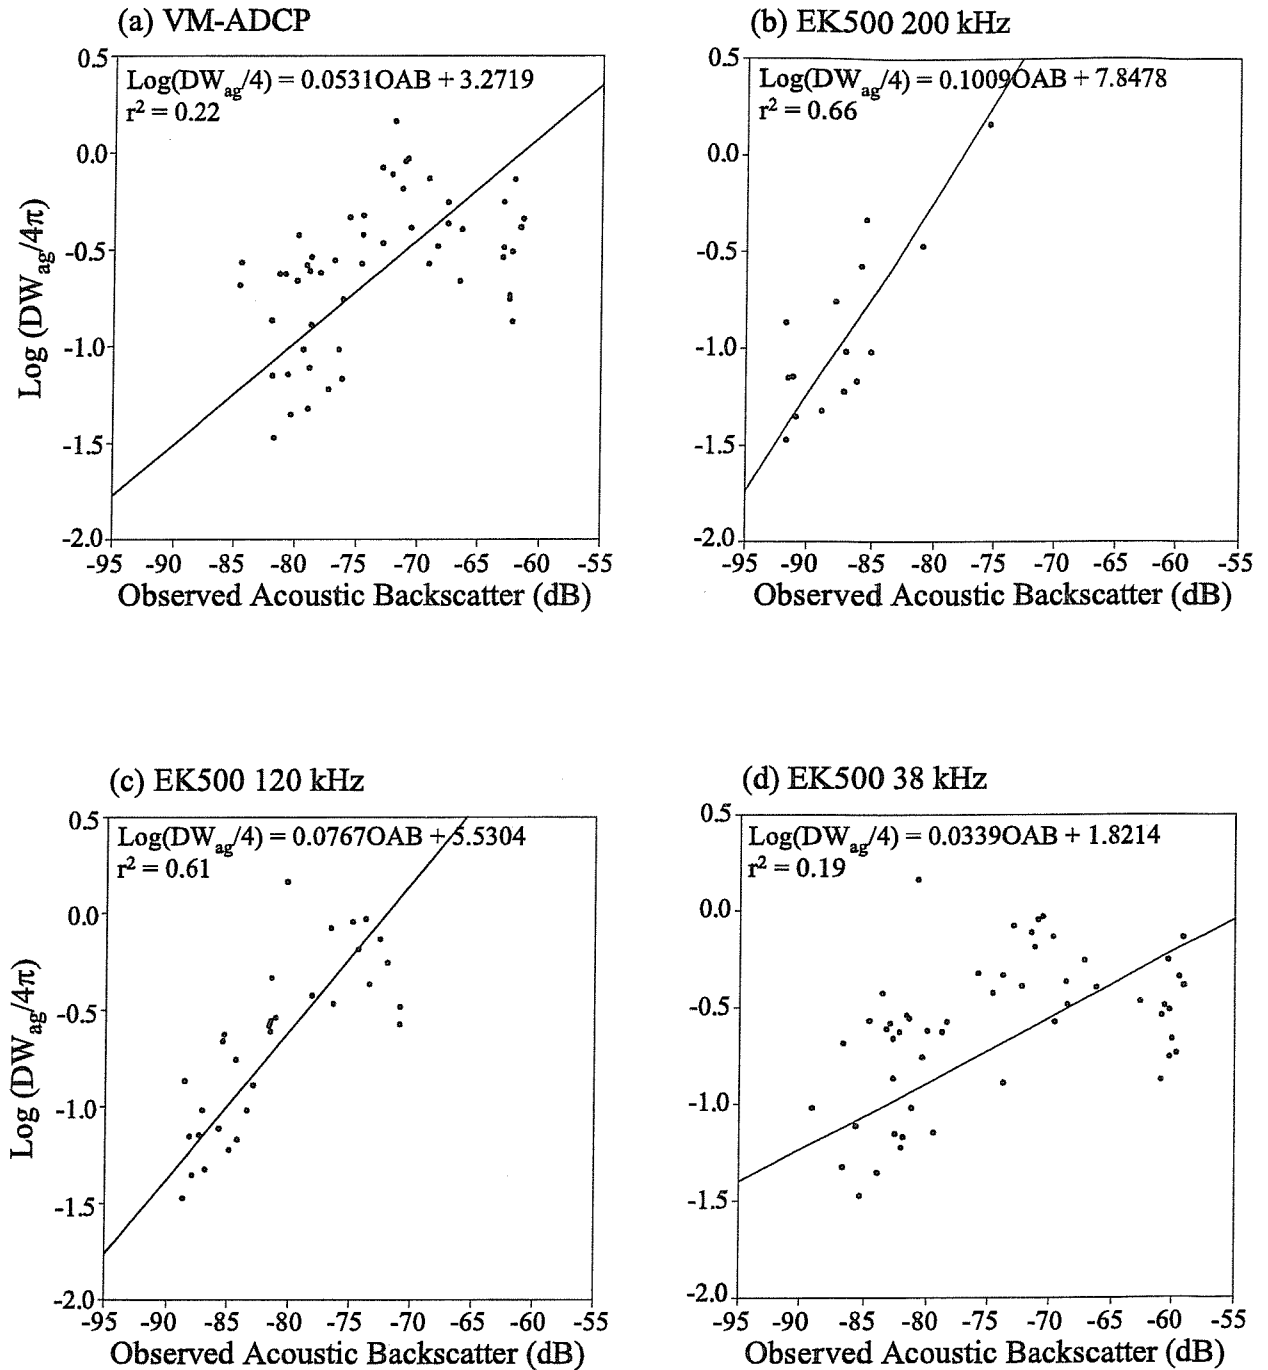 (a) VM-ADCP
Log(DWag/4) = 0.0531OAB + 3.2719
r² = 0.22
0.5
0.0
-0.5
-1.0
-1.5
-2.0
Log (DWag/4π)
-95 -90 -85 -80 -75 -70 -65 -60 -55
Observed Acoustic Backscatter (dB)
(b) EK500 200 kHz
Log(DWag/4) = 0.1009OAB + 7.8478
r² = 0.66
0.5
0.0
-0.5
-1.0
-1.5
-2.0
-95 -90 -85 -80 -75 -70 -65 -60 -55
Observed Acoustic Backscatter (dB)
(c) EK500 120 kHz
Log(DWag/4) = 0.0767OAB + 5.5304
r² = 0.61
0.5
0.0
-0.5
-1.0
-1.5
-2.0
Log (DWag/4π)
-95 -90 -85 -80 -75 -70 -65 -60 -55
Observed Acoustic Backscatter (dB)
(d) EK500 38 kHz
Log(DWag/4) = 0.0339OAB + 1.8214
r² = 0.19
0.5
0.0
-0.5
-1.0
-1.5
-2.0
-95 -90 -85 -80 -75 -70 -65 -60 -55
Observed Acoustic Backscatter (dB)